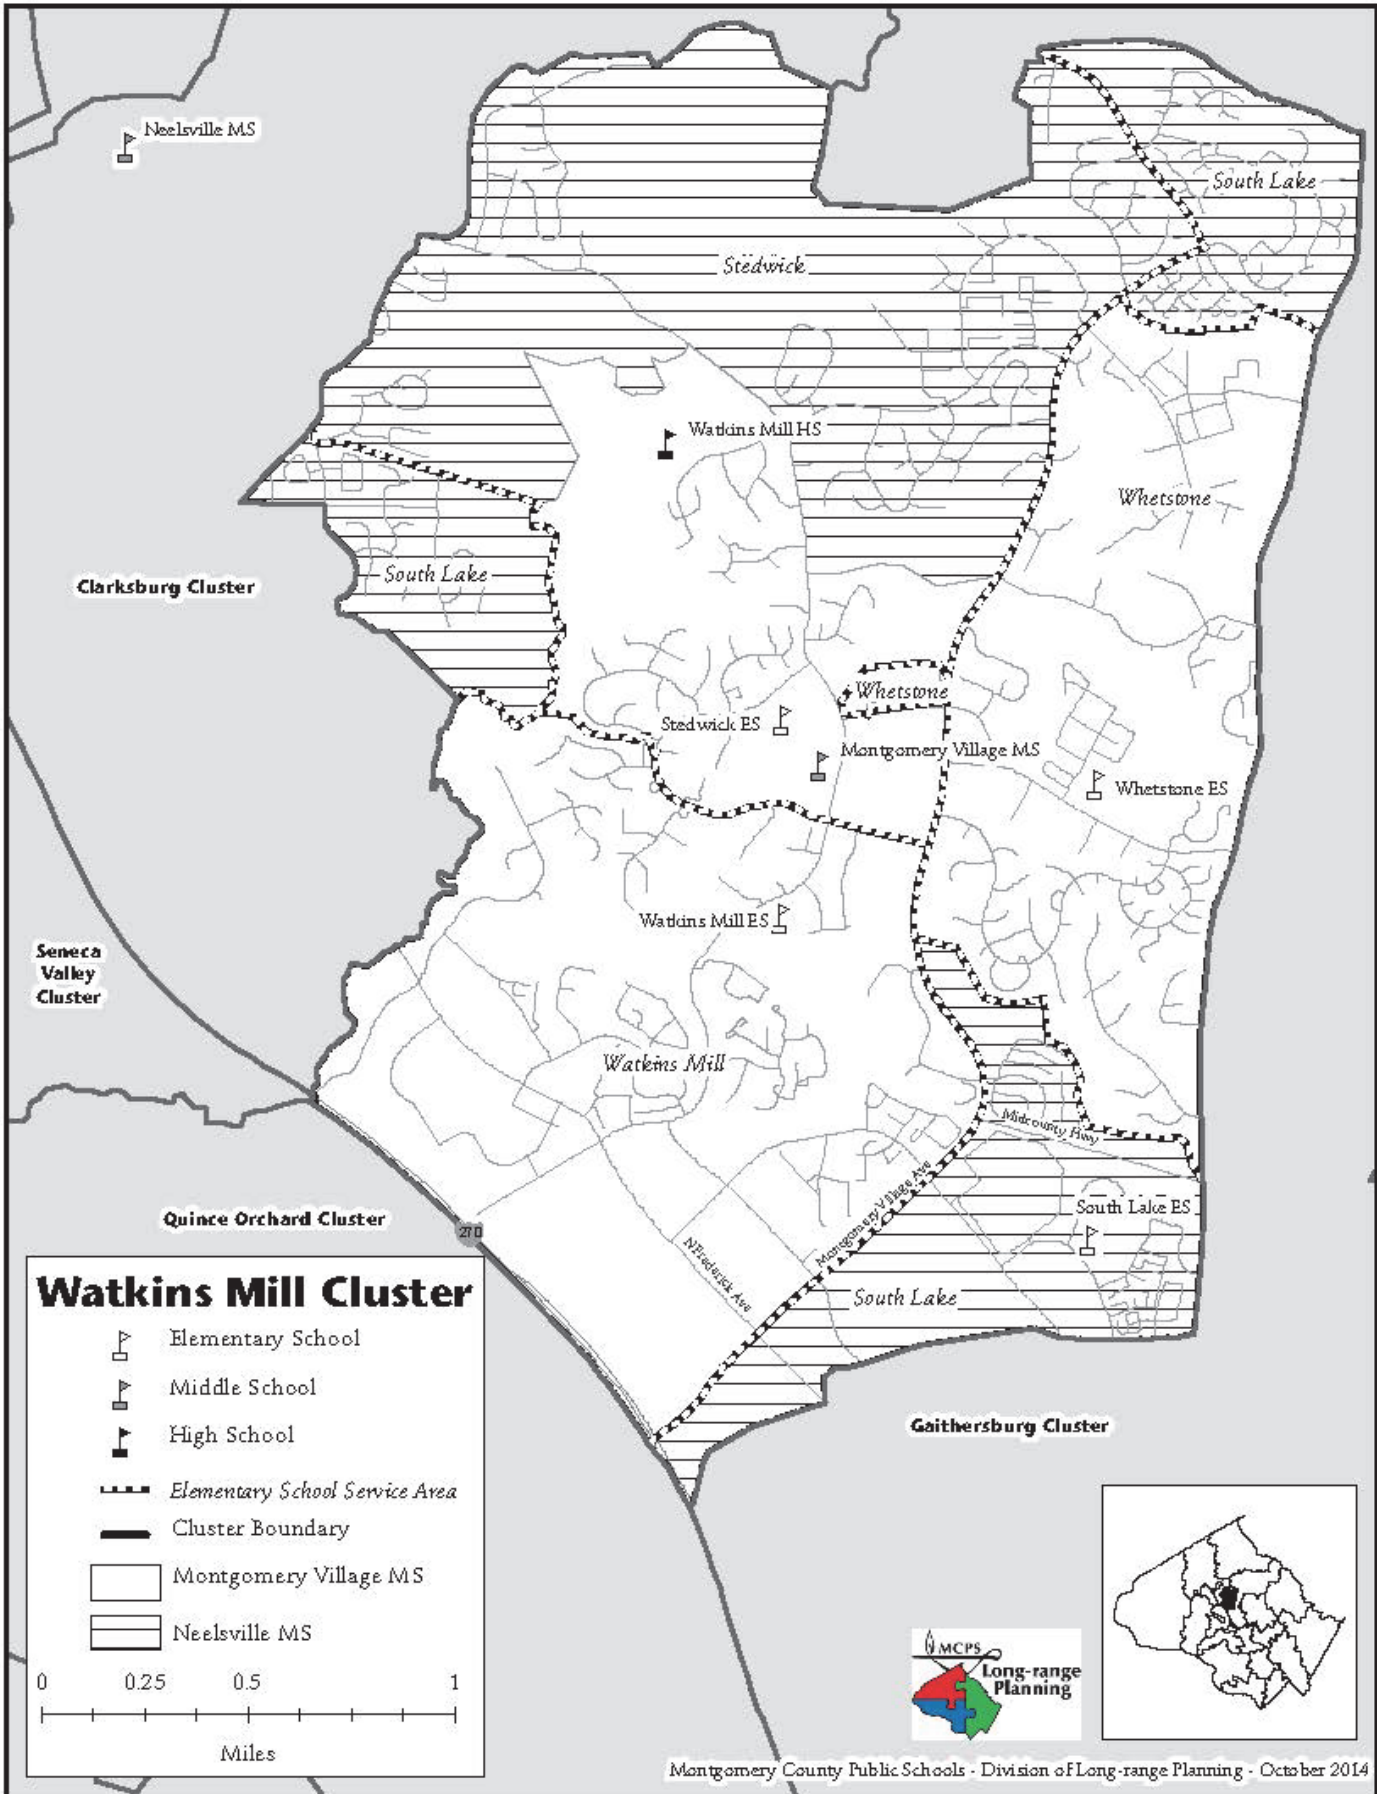 Neelsville MS
South Lake
Stedwick
Watkins Mill HS
Whetstone
South Lake
Clarksburg Cluster
Whetstone
Stedwick ES
Montgomery Village MS
Whetstone ES
Watkins Mill ES
Seneca
Valley
Cluster
Watkins Mill
Midcounty Hwy
Montgomery Village Ave
South Lake ES
Quince Orchard Cluster
270
N Frederick Ave
South Lake
Gaithersburg Cluster
Watkins Mill Cluster
Elementary School
Middle School
High School
Elementary School Service Area
Cluster Boundary
Montgomery Village MS
Neelsville MS
0 0.25 0.5 1
Miles
MCPS
Long-range
Planning
Montgomery County Public Schools - Division of Long-range Planning - October 2014